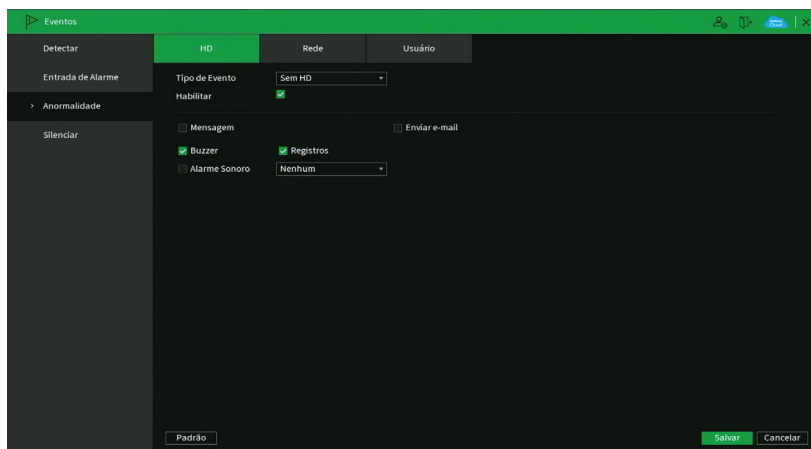 Eventos
Detectar
Entrada de Alarme
Anormalidade
Silenciar
HD Rede Usuário
Tipo de Evento Sem HD
Habilitar
Mensagem Enviar e-mail
Buzzer Registros
Alarme Sonoro Nenhum
Padrão Salvar Cancelar